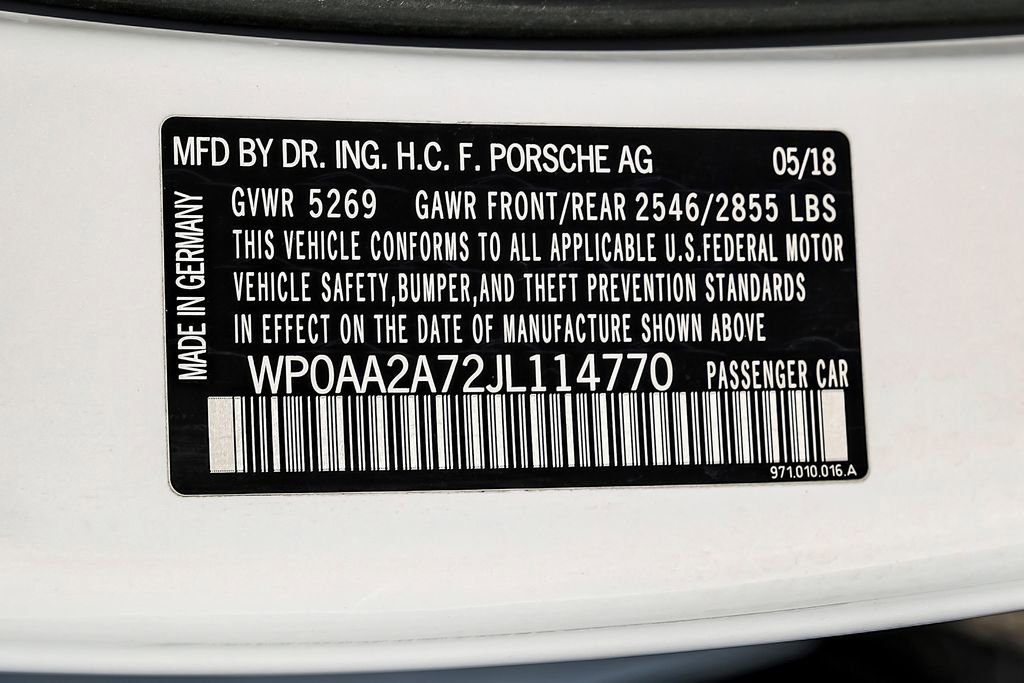 MFD BY DR. ING. H.C. F. PORSCHE AG 05/18
MADE IN GERMANY
GVWR 5269 GAWR FRONT/REAR 2546/2855 LBS
THIS VEHICLE CONFORMS TO ALL APPLICABLE U.S.FEDERAL MOTOR
VEHICLE SAFETY,BUMPER,AND THEFT PREVENTION STANDARDS
IN EFFECT ON THE DATE OF MANUFACTURE SHOWN ABOVE
WP0AA2A72JL114770 PASSENGER CAR
971.010.016.A